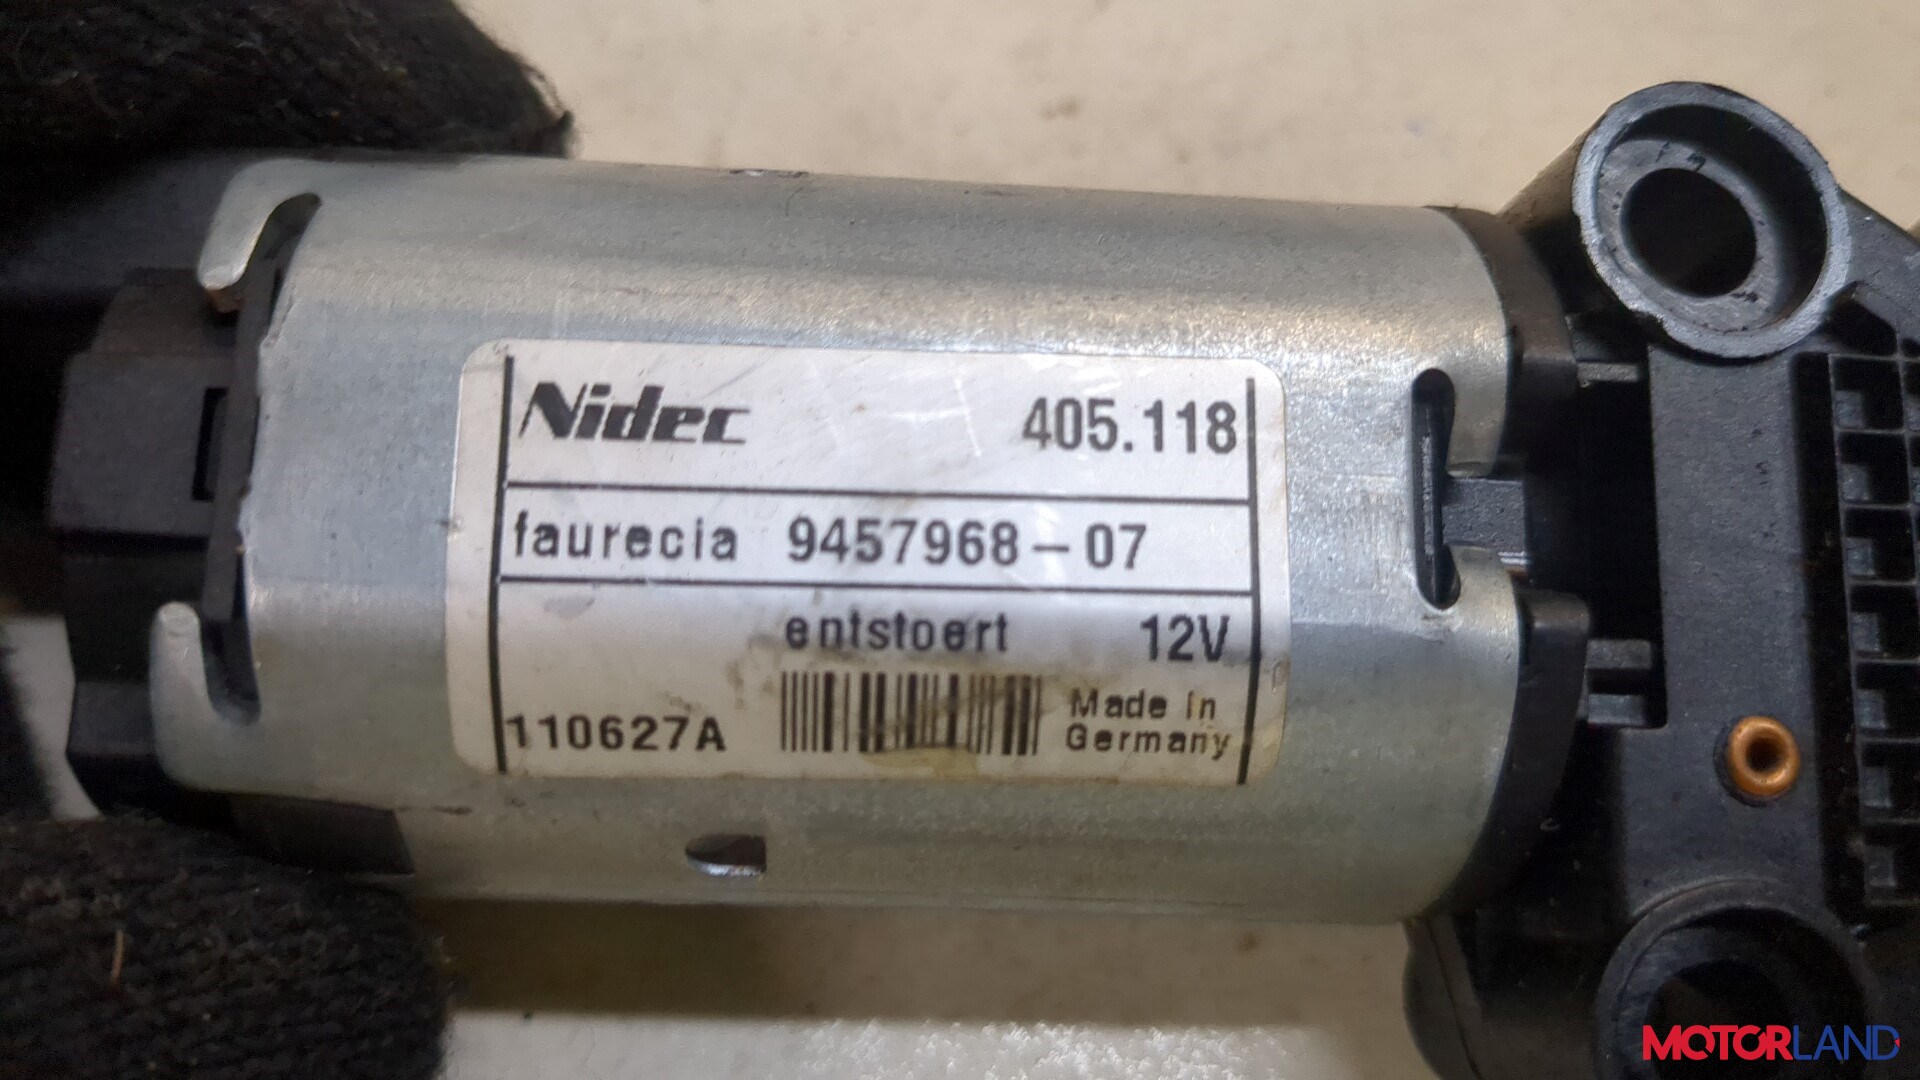 Nidec 405.118
faurecia 9457968-07
entstoert 12V
110627A
Made in
Germany
MOTORLAND